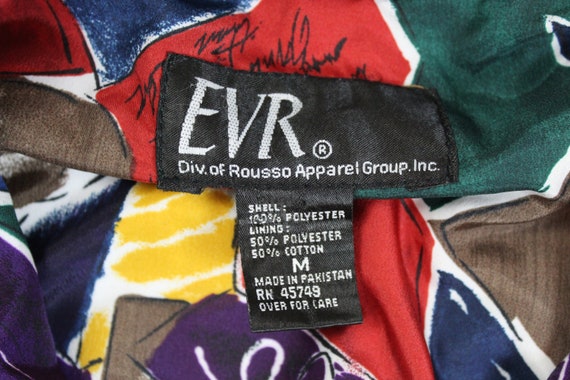 EVR®
Div. of Rousso Apparel Group. Inc.
SHELL:
100% POLYESTER
LINING:
50% POLYESTER
50% COTTON
M
MADE IN PAKISTAN
RN 45749
OVER FOR CARE